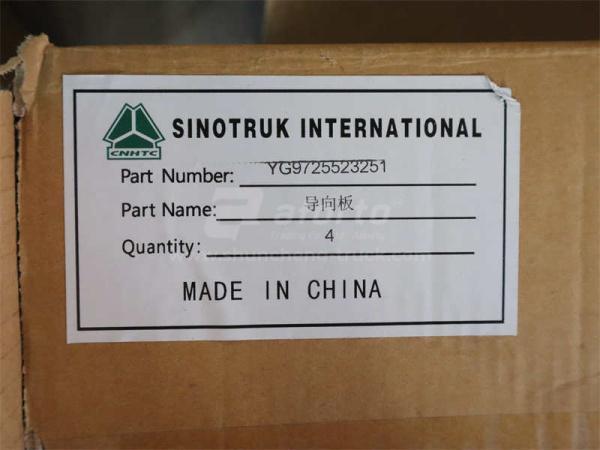 CNHTC
SINOTRUK INTERNATIONAL
Part Number: YG9725523251
Part Name: 导向板
Quantity: 4
MADE IN CHINA